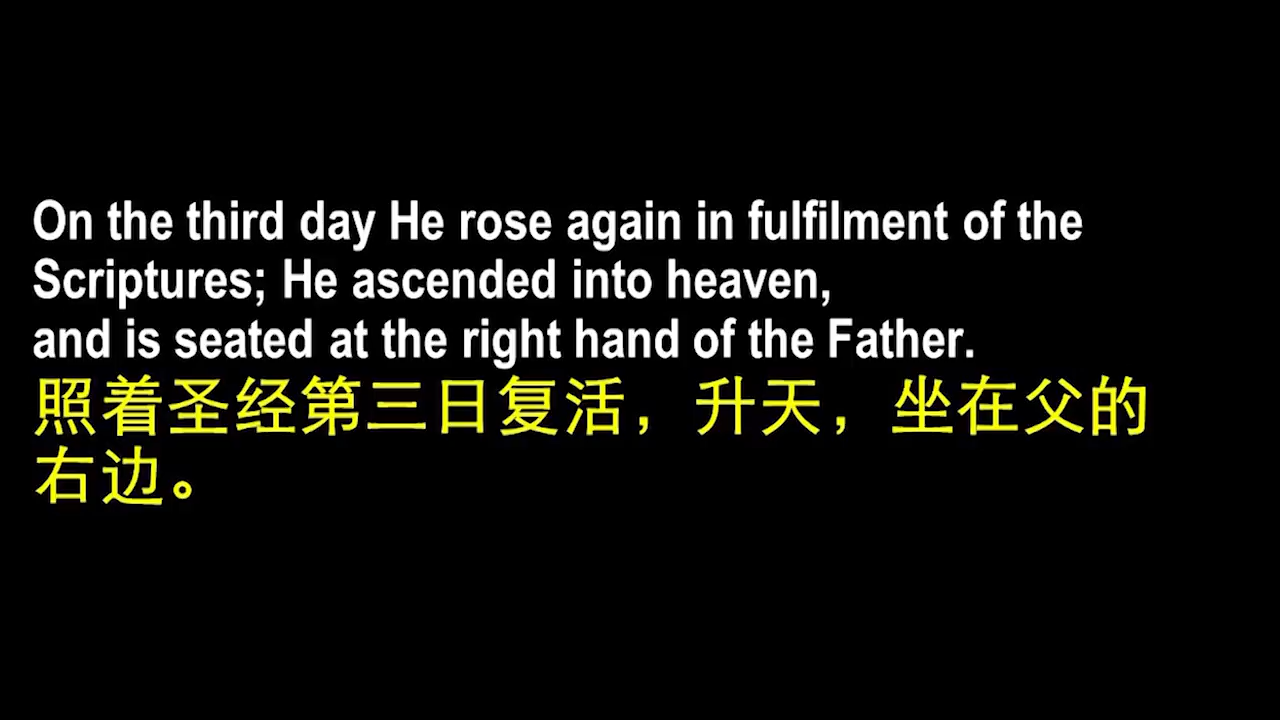 On the third day He rose again in fulfilment of the
Scriptures; He ascended into heaven,
and is seated at the right hand of the Father.
照着圣经第三日复活，升天，坐在父的
右边。